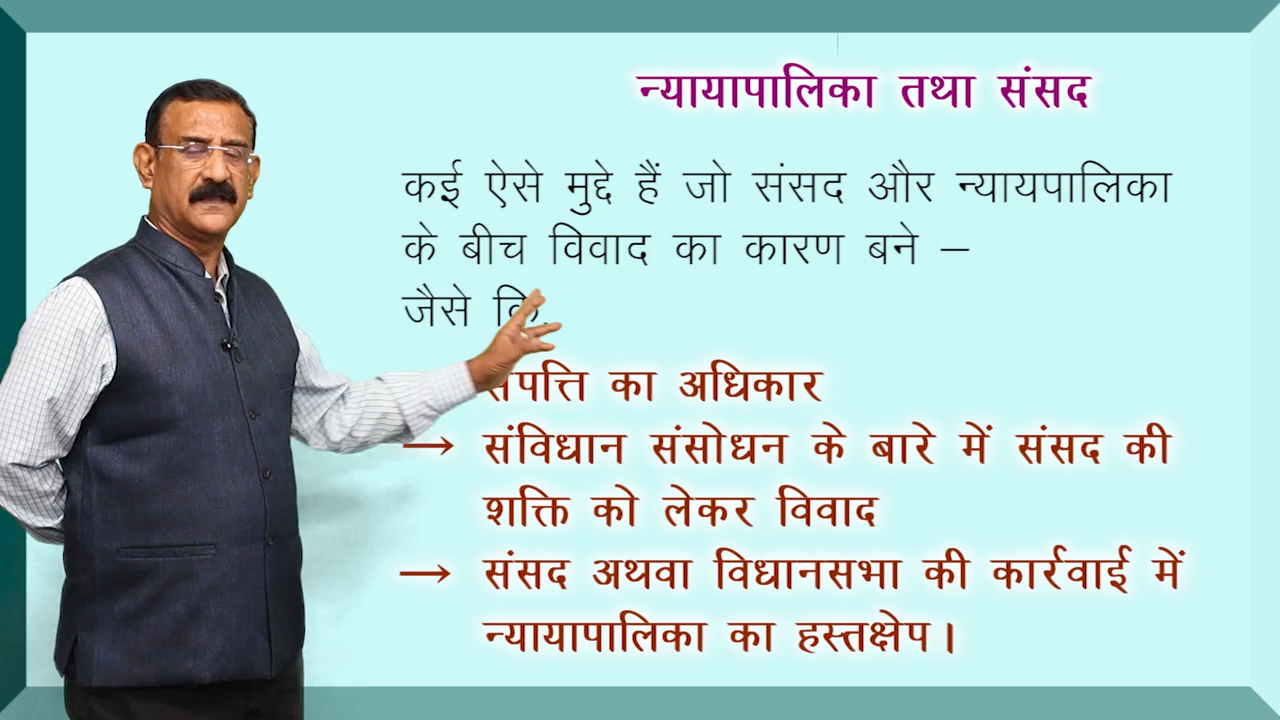 न्यायापालिका तथा संसद
कई ऐसे मुद्दे हैं जो संसद और न्यायपालिका
के बीच विवाद का कारण बने –
जैसे कि
संपत्ति का अधिकार
→ संविधान संसोधन के बारे में संसद की
शक्ति को लेकर विवाद
→ संसद अथवा विधानसभा की कार्रवाई में
न्यायापालिका का हस्तक्षेप।